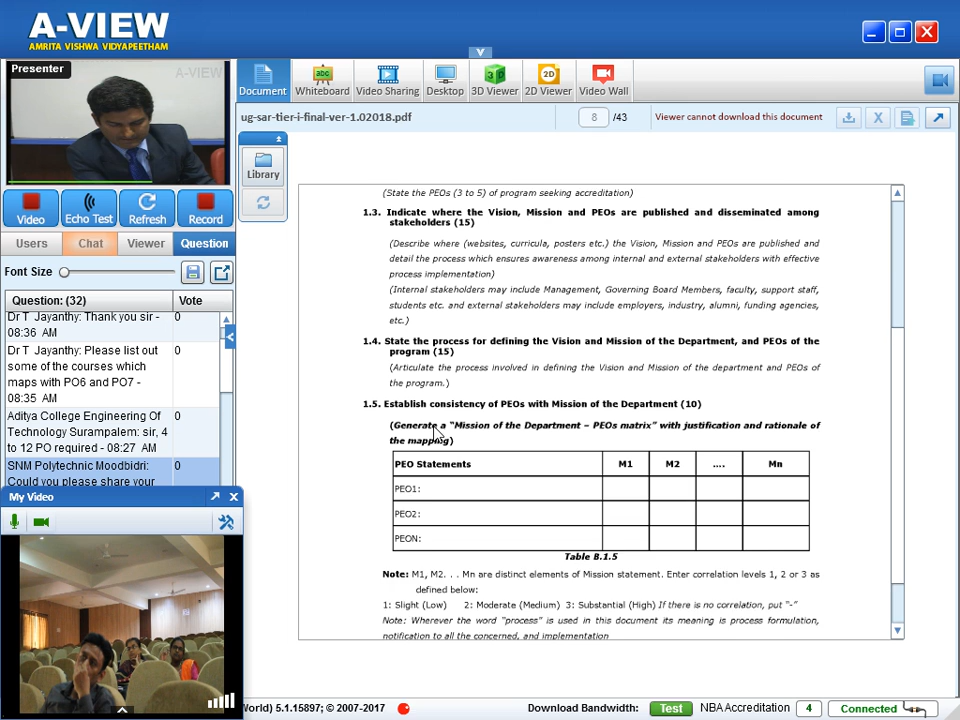 A-VIEW
AMRITA VISHWA VIDYAPEETHAM
Presenter
A-VIEW
Document
Whiteboard
abc
Video Sharing
Desktop
3D Viewer
3D
2D Viewer
2D
Video Wall
ug-sar-tier-i-final-ver-1.02018.pdf
8 /43
Viewer cannot download this document
Library
Video
Echo Test
Refresh
Record
Users
Chat
Viewer
Question
Font Size
Question: (32)
Vote
Dr T Jayanthy: Thank you sir -
08:36 AM
0
Dr T Jayanthy: Please list out
some of the courses which
maps with PO6 and PO7 -
08:35 AM
0
Aditya College Engineering Of
Technology Surampalem: sir, 4
to 12 PO required - 08:27 AM
0
SNM Polytechnic Moodbidri:
Could you please share your
0
My Video
(State the PEOs (3 to 5) of program seeking accreditation)
1.3. Indicate where the Vision, Mission and PEOs are published and disseminated among
stakeholders (15)
(Describe where (websites, curricula, posters etc.) the Vision, Mission and PEOs are published and
detail the process which ensures awareness among internal and external stakeholders with effective
process implementation)
(Internal stakeholders may include Management, Governing Board Members, faculty, support staff,
students etc. and external stakeholders may include employers, industry, alumni, funding agencies,
etc.)
1.4. State the process for defining the Vision and Mission of the Department, and PEOs of the
program (15)
(Articulate the process involved in defining the Vision and Mission of the department and PEOs of
the program.)
1.5. Establish consistency of PEOs with Mission of the Department (10)
(Generate a “Mission of the Department – PEOs matrix” with justification and rationale of
the mapping)
PEO Statements M1 M2 .... Mn
PEO1:
PEO2:
PEON:
Table B.1.5
Note: M1, M2. . . Mn are distinct elements of Mission statement. Enter correlation levels 1, 2 or 3 as
defined below:
1: Slight (Low) 2: Moderate (Medium) 3: Substantial (High) If there is no correlation, put “-”
Note: Wherever the word “process” is used in this document its meaning is process formulation,
notification to all the concerned, and implementation
World) 5.1.15897; © 2007-2017
Download Bandwidth:
Test
NBA Accreditation
4
Connected